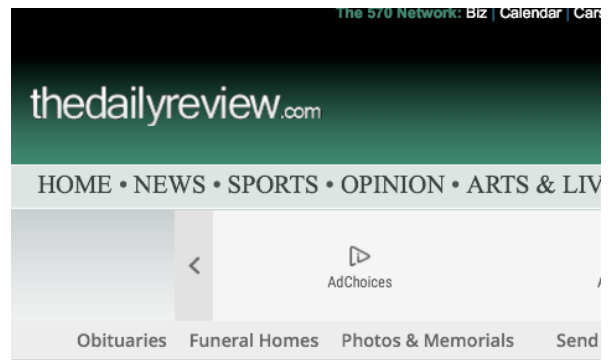 The 570 Network: Biz | Calendar | Cars
thedailyreview.com
HOME • NEWS • SPORTS • OPINION • ARTS & LIV
AdChoices
Obituaries Funeral Homes Photos & Memorials Send